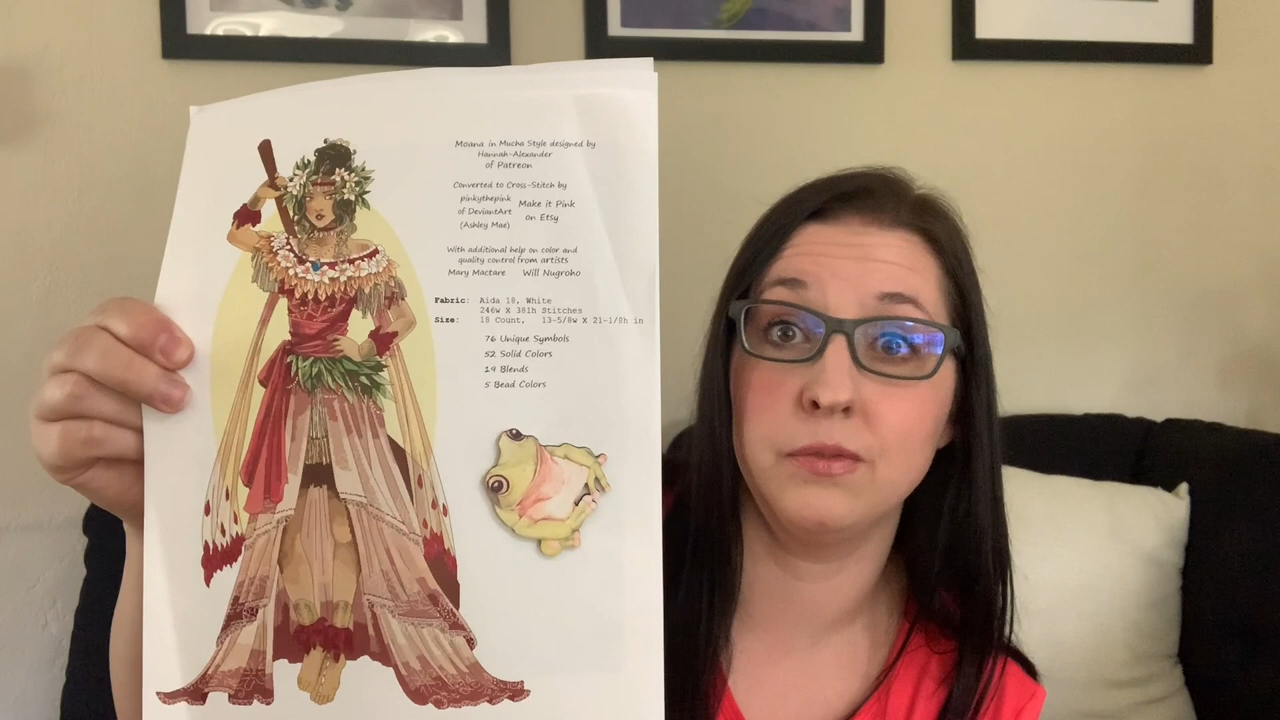 Moana in Mucha Style designed by
Hannah-Alexander
of Patreon
Converted to Cross-Stitch by
pinkythepink
of DeviantArt
(Ashley Mae)
Make it Pink
on Etsy
With additional help on color and
quality control from artists
Mary Mactare Will Nugroho
Fabric: Aida 18, White
246w X 381h Stitches
Size: 18 Count, 13-5/8w X 21-1/8h in
76 Unique Symbols
52 Solid Colors
19 Blends
5 Bead Colors